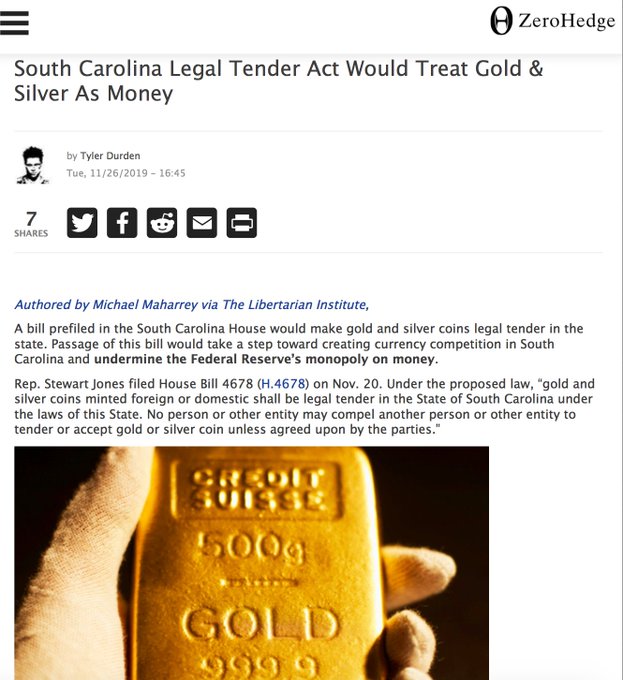 ZeroHedge
South Carolina Legal Tender Act Would Treat Gold &
Silver As Money
by Tyler Durden
Tue, 11/26/2019 – 16:45
7
SHARES
Authored by Michael Maharrey via The Libertarian Institute,
A bill prefiled in the South Carolina House would make gold and silver coins legal tender in the
state. Passage of this bill would take a step toward creating currency competition in South
Carolina and undermine the Federal Reserve’s monopoly on money.
Rep. Stewart Jones filed House Bill 4678 (H.4678) on Nov. 20. Under the proposed law, “gold and
silver coins minted foreign or domestic shall be legal tender in the State of South Carolina under
the laws of this State. No person or other entity may compel another person or other entity to
tender or accept gold or silver coin unless agreed upon by the parties.”
CREDIT
SUISSE
500g
GOLD
999.9